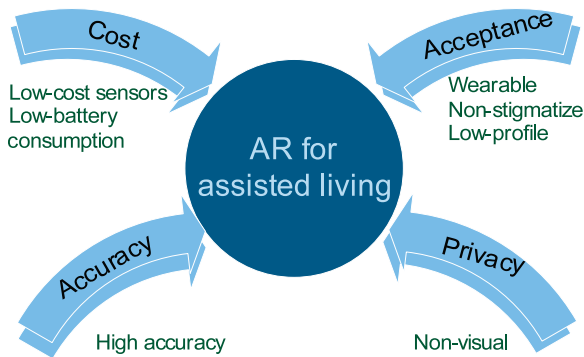 Cost
Low-cost sensors
Low-battery
consumption
Acceptance
Wearable
Non-stigmatize
Low-profile
AR for
assisted living
Accuracy
High accuracy
Privacy
Non-visual